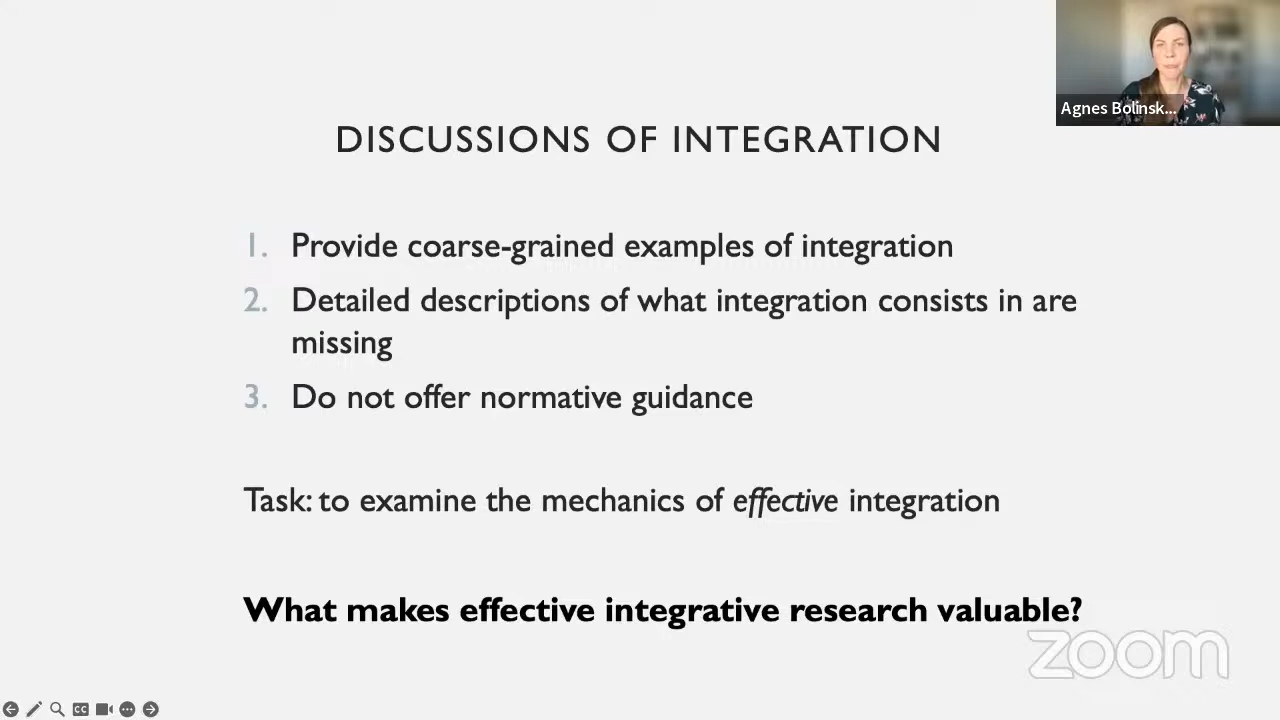 Agnes Bolinsk...
DISCUSSIONS OF INTEGRATION
1. Provide coarse-grained examples of integration
2. Detailed descriptions of what integration consists in are
missing
3. Do not offer normative guidance
Task: to examine the mechanics of effective integration
What makes effective integrative research valuable?
zoom
CC